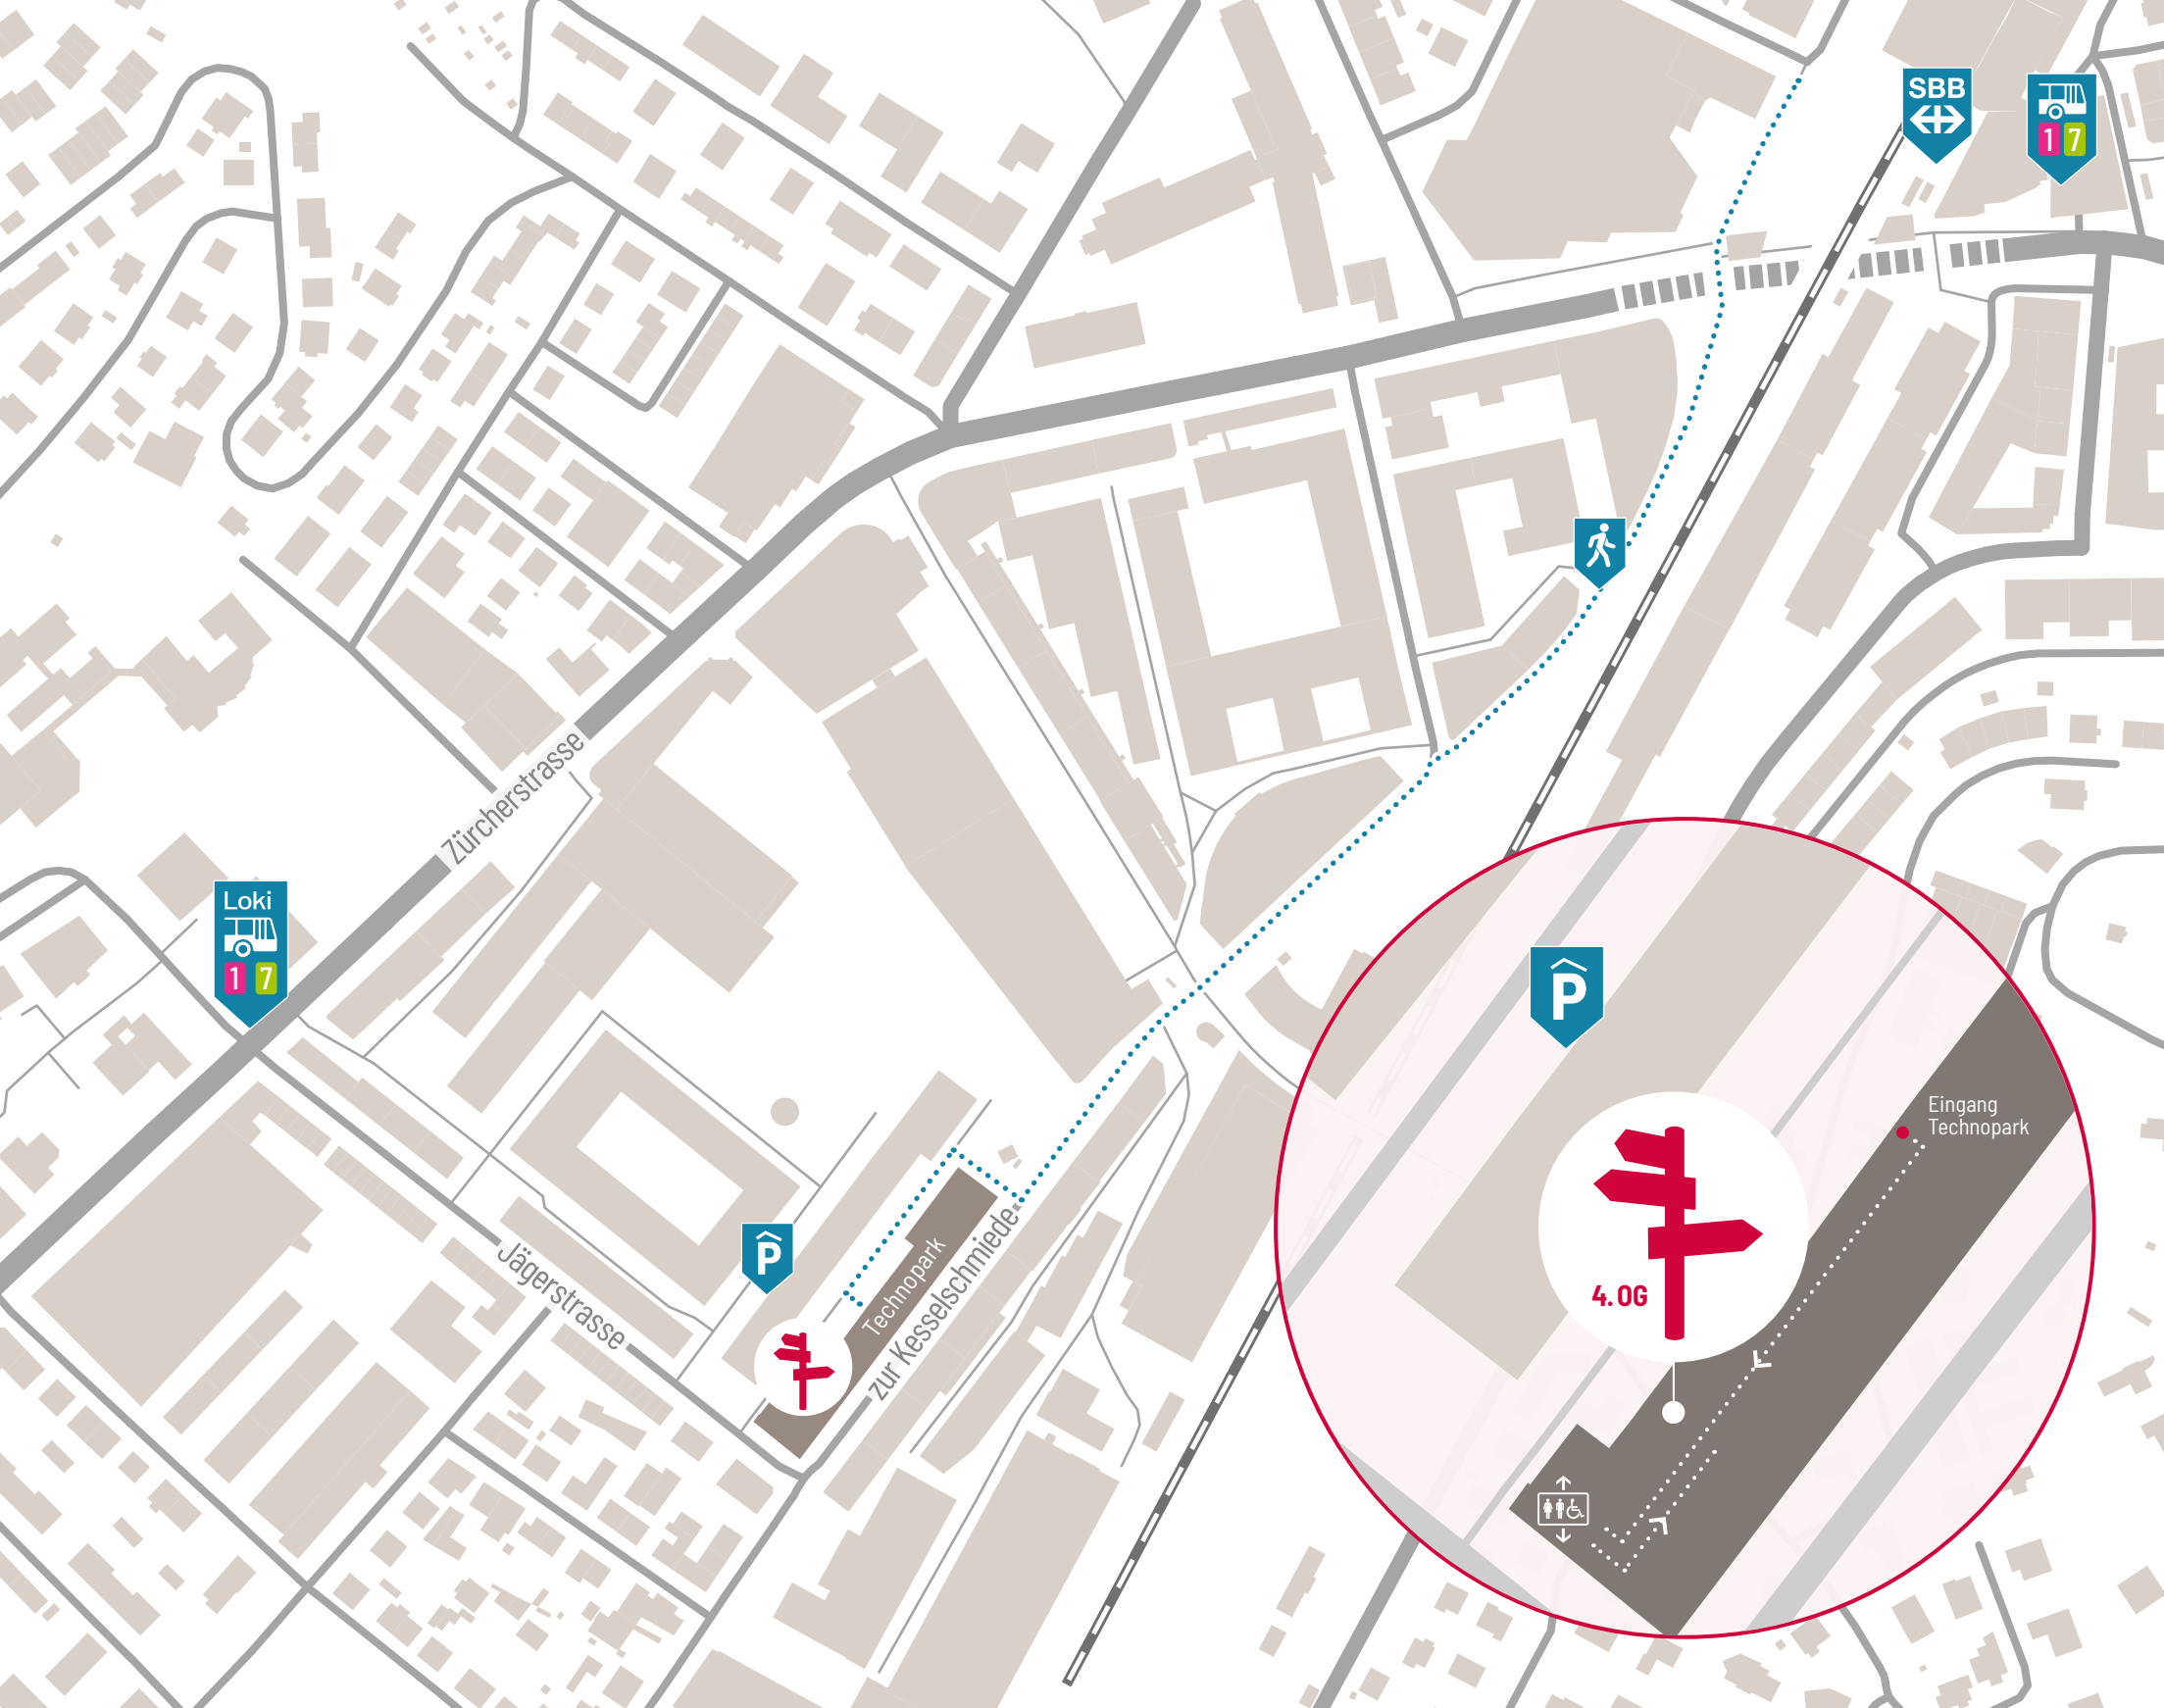 SBB
1 7
Zürcherstrasse
Loki
1 7
P
Eingang
Technopark
4.OG
P
Jägerstrasse
Technopark
zur Kesselschmiede